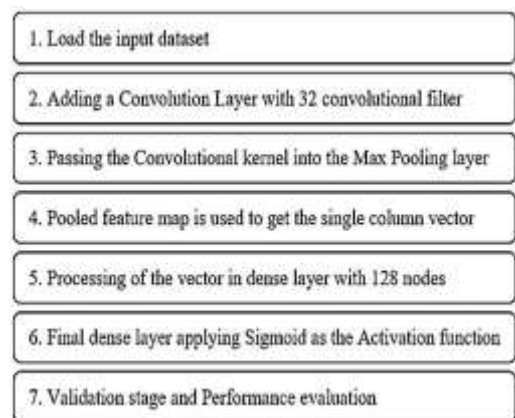 1. Load the input dataset
2. Adding a Convolution Layer with 32 convolutional filter
3. Passing the Convolutional kernel into the Max Pooling layer
4. Pooled feature map is used to get the single column vector
5. Processing of the vector in dense layer with 128 nodes
6. Final dense layer applying Sigmoid as the Activation function
7. Validation stage and Performance evaluation